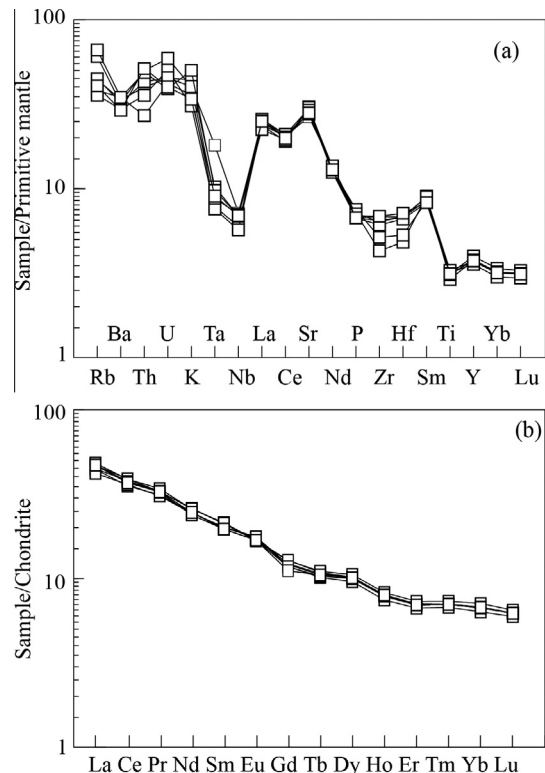 100
(a)
Sample/Primitive mantle
10
Ba U Ta La Sr P Hf Ti Yb
1
Rb Th K Nb Ce Nd Zr Sm Y Lu
100
(b)
Sample/Chondrite
10
1
La Ce Pr Nd Sm Eu Gd Tb Dy Ho Er Tm Yb Lu